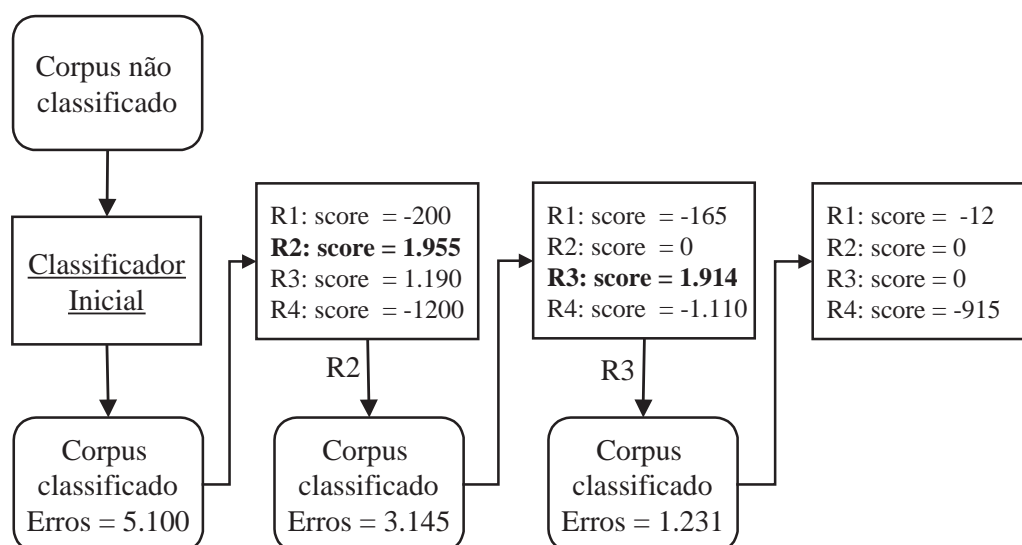 Corpus não
classificado
Classificador
Inicial
Corpus
classificado
Erros = 5.100
R1: score = -200
R2: score = 1.955
R3: score = 1.190
R4: score = -1200
R2
Corpus
classificado
Erros = 3.145
R1: score = -165
R2: score = 0
R3: score = 1.914
R4: score = -1.110
R3
Corpus
classificado
Erros = 1.231
R1: score = -12
R2: score = 0
R3: score = 0
R4: score = -915